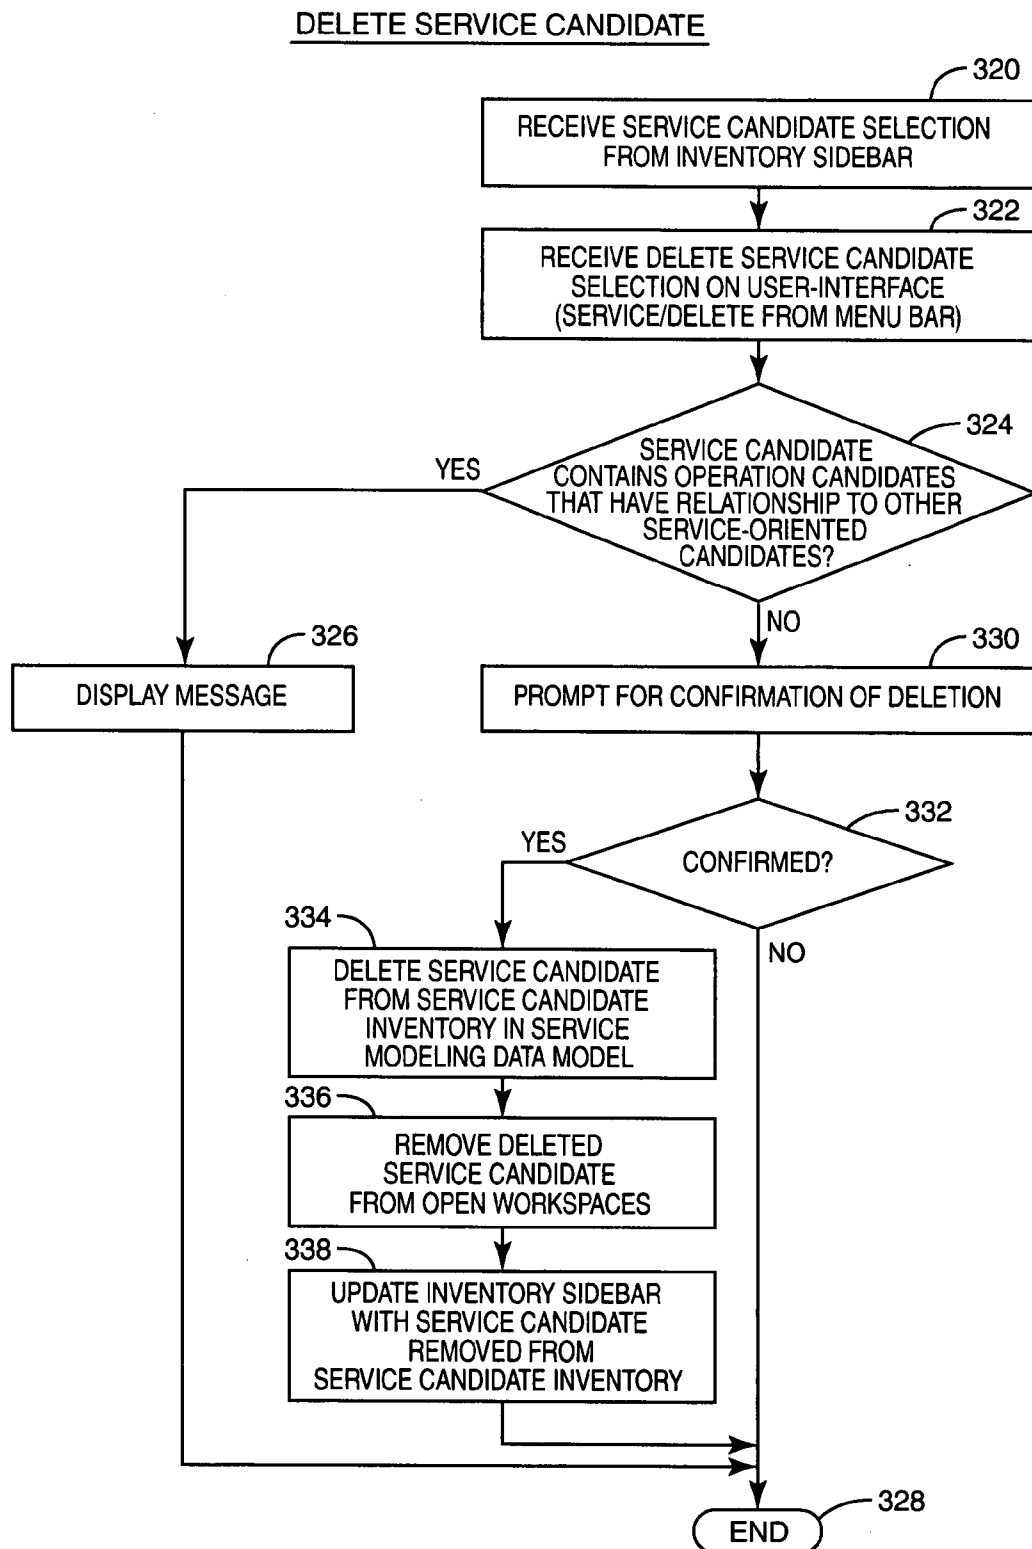 DELETE SERVICE CANDIDATE
320
RECEIVE SERVICE CANDIDATE SELECTION
FROM INVENTORY SIDEBAR
322
RECEIVE DELETE SERVICE CANDIDATE
SELECTION ON USER-INTERFACE
(SERVICE/DELETE FROM MENU BAR)
324
SERVICE CANDIDATE
CONTAINS OPERATION CANDIDATES
THAT HAVE RELATIONSHIP TO OTHER
SERVICE-ORIENTED
CANDIDATES?
YES
NO
326
DISPLAY MESSAGE
330
PROMPT FOR CONFIRMATION OF DELETION
332
CONFIRMED?
YES
NO
334
DELETE SERVICE CANDIDATE
FROM SERVICE CANDIDATE
INVENTORY IN SERVICE
MODELING DATA MODEL
336
REMOVE DELETED
SERVICE CANDIDATE
FROM OPEN WORKSPACES
338
UPDATE INVENTORY SIDEBAR
WITH SERVICE CANDIDATE
REMOVED FROM
SERVICE CANDIDATE INVENTORY
328
END